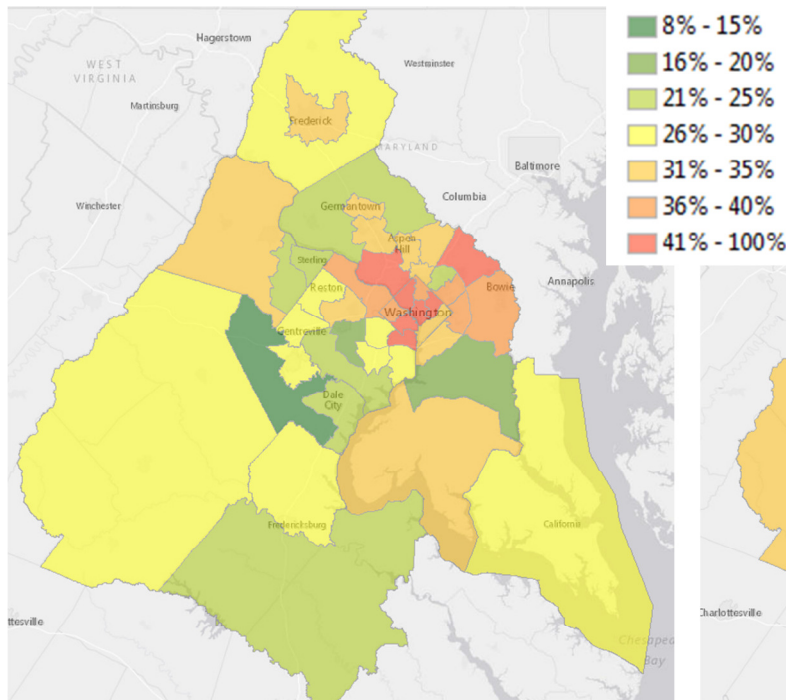 8% - 15%
16% - 20%
21% - 25%
26% - 30%
31% - 35%
36% - 40%
41% - 100%
Hagerstown
WEST
VIRGINIA
Westminster
Martinsburg
Frederick
MARYLAND
Baltimore
Winchester
Columbia
Germantown
Aspen
Hill
Sterling
Reston
Bowie
Annapolis
Washington
Centreville
Dale
City
Fredericksburg
California
ttesville
Charlottesville
Chesapea
Bay